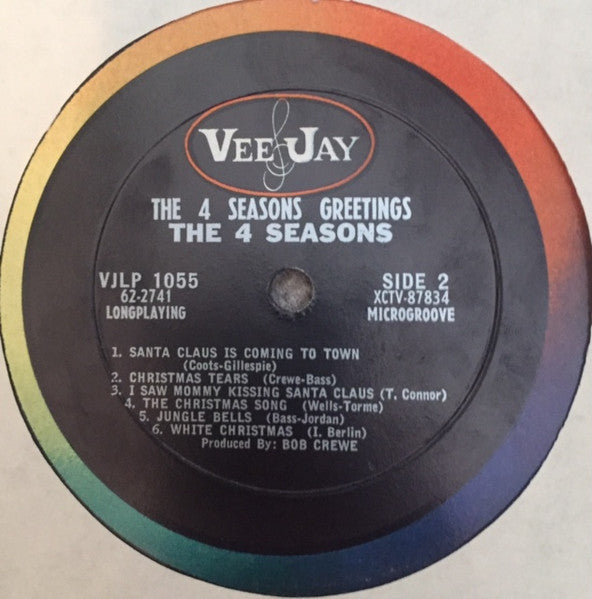 VEE JAY
THE 4 SEASONS GREETINGS
THE 4 SEASONS
VJLP 1055 SIDE 2
62-2741 XCTV-87834
LONGPLAYING MICROGROOVE
1. SANTA CLAUS IS COMING TO TOWN
(Coots-Gillespie)
2. CHRISTMAS TEARS (Crewe-Bass)
3. I SAW MOMMY KISSING SANTA CLAUS (T. Connor)
4. THE CHRISTMAS SONG (Wells-Torme)
5. JUNGLE BELLS (Bass-Jordan)
6. WHITE CHRISTMAS (I. Berlin)
Produced By: BOB CREWE